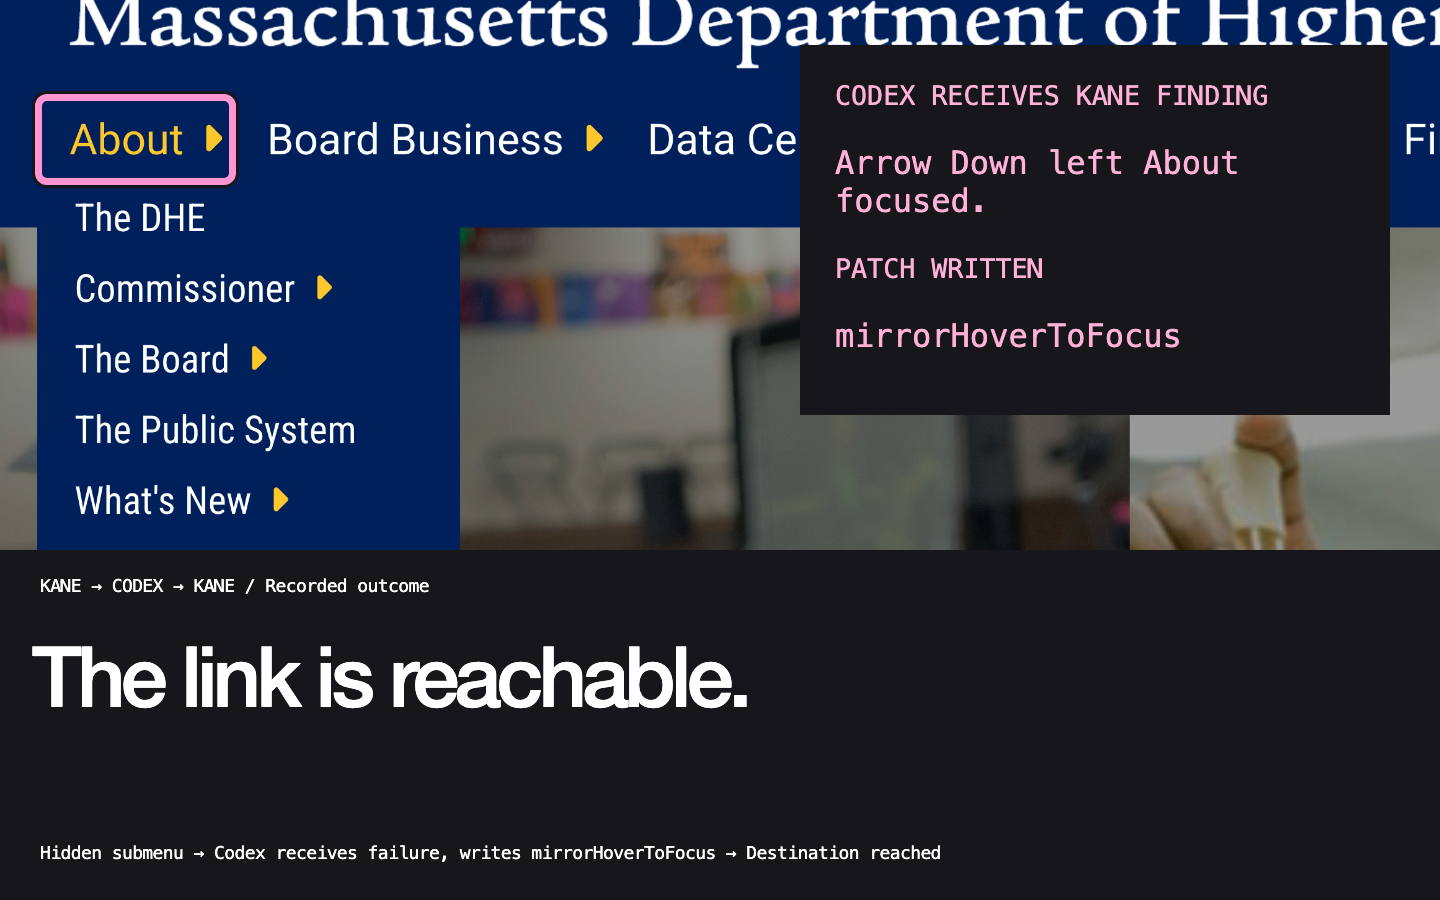 Massachusetts Department of Higher
About
Board Business
Data Ce
Fi
The DHE
Commissioner
The Board
The Public System
What's New
CODEX RECEIVES KANE FINDING
Arrow Down left About
focused.
PATCH WRITTEN
mirrorHoverToFocus
KANE → CODEX → KANE / Recorded outcome
The link is reachable.
Hidden submenu → Codex receives failure, writes mirrorHoverToFocus → Destination reached